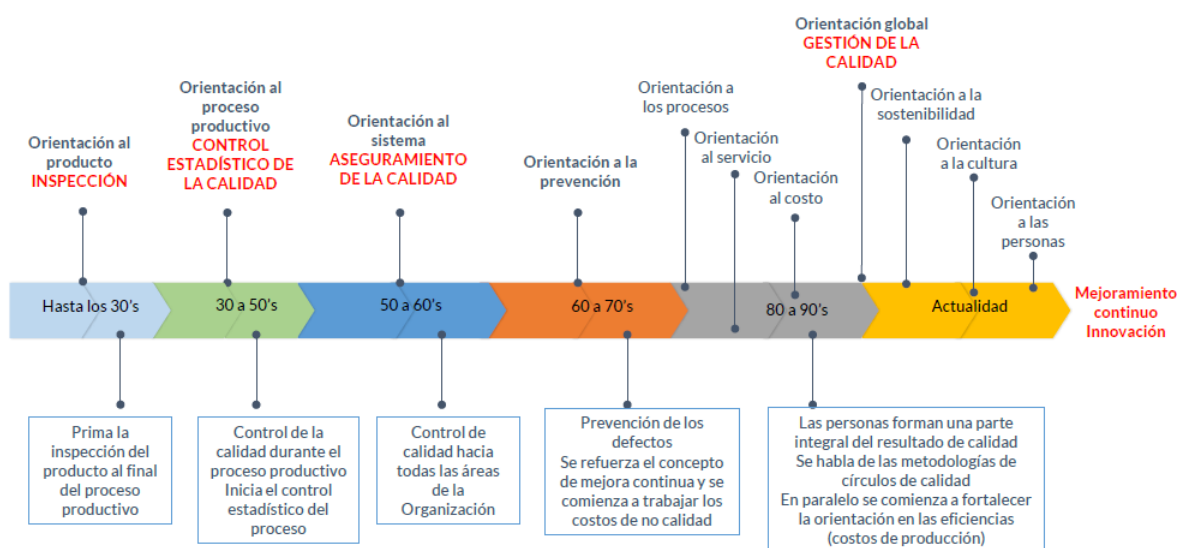 Orientación al
producto
INSPECCIÓN
Orientación al
proceso
productivo
CONTROL
ESTADÍSTICO DE
LA CALIDAD
Orientación al
sistema
ASEGURAMIENTO
DE LA CALIDAD
Orientación a la
prevención
Orientación a
los procesos
Orientación
al servicio
Orientación
al costo
Orientación global
GESTIÓN DE LA
CALIDAD
Orientación a la
sostenibilidad
Orientación
a la cultura
Orientación
a las
personas
Hasta los 30’s
30 a 50’s
50 a 60’s
60 a 70’s
80 a 90’s
Actualidad
Mejoramiento
continuo
Innovación
Prima la
inspección del
producto al final
del proceso
productivo
Control de la
calidad durante el
proceso productivo
Inicia el control
estadístico del
proceso
Control de
calidad hacia
todas las áreas
de la
Organización
Prevención de los
defectos
Se refuerza el concepto
de mejora continua y se
comienza a trabajar los
costos de no calidad
Las personas forman una parte
integral del resultado de calidad
Se habla de las metodologías de
círculos de calidad
En paralelo se comienza a fortalecer
la orientación en las eficiencias
(costos de producción)